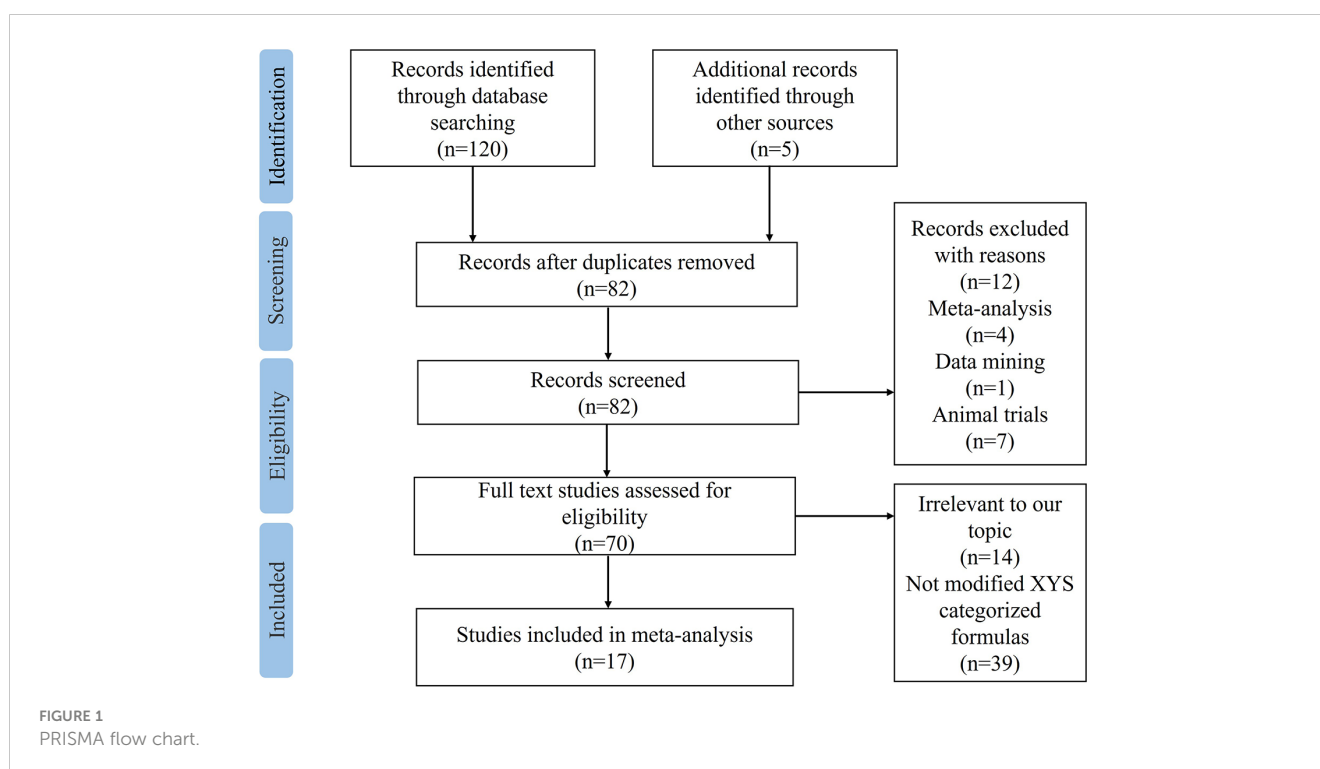 Identification
Records identified
through database
searching
(n=120)
Additional records
identified through
other sources
(n=5)
Screening
Records after duplicates removed
(n=82)
Records excluded
with reasons
(n=12)
Meta-analysis
(n=4)
Data mining
(n=1)
Animal trials
(n=7)
Eligibility
Records screened
(n=82)
Full text studies assessed for
eligibility
(n=70)
Irrelevant to our
topic
(n=14)
Not modified XYS
categorized
formulas
(n=39)
Included
Studies included in meta-analysis
(n=17)
FIGURE 1
PRISMA flow chart.